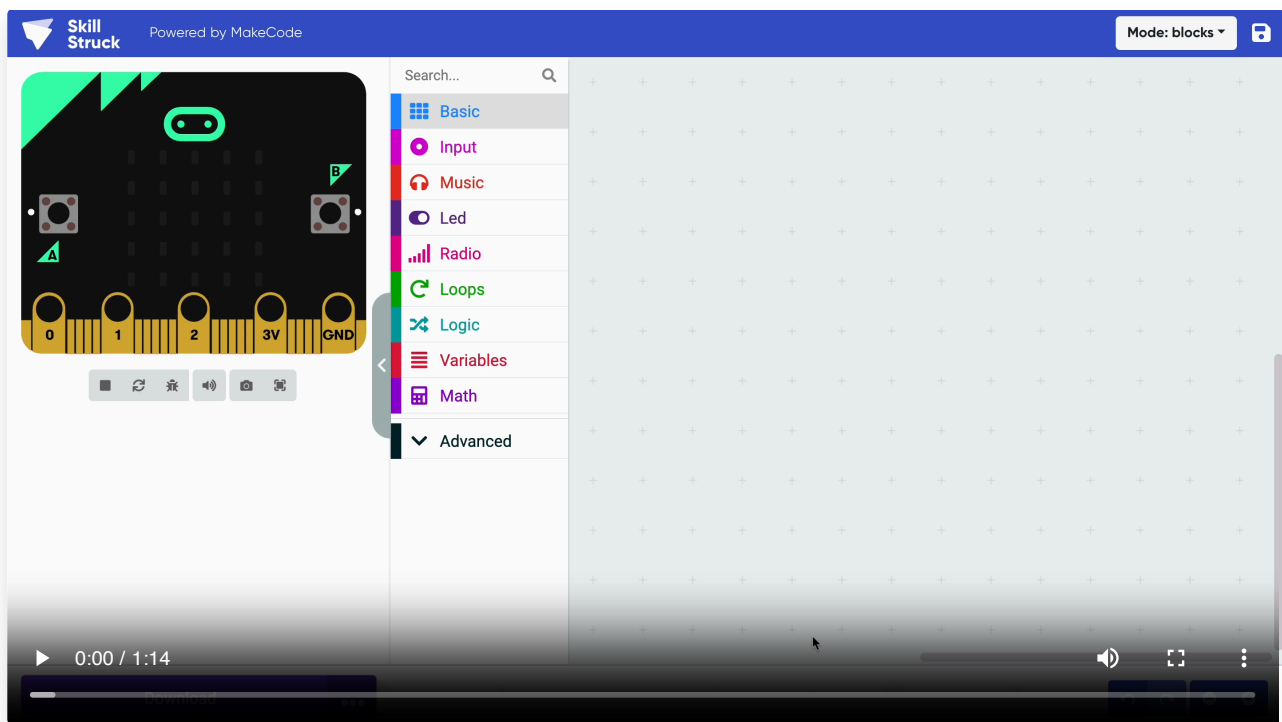 Skill
Struck
Powered by MakeCode
Mode: blocks
Search...
Basic
Input
Music
Led
Radio
Loops
Logic
Variables
Math
Advanced
B
A
0 1 2 3V GND
0:00 / 1:14
Download